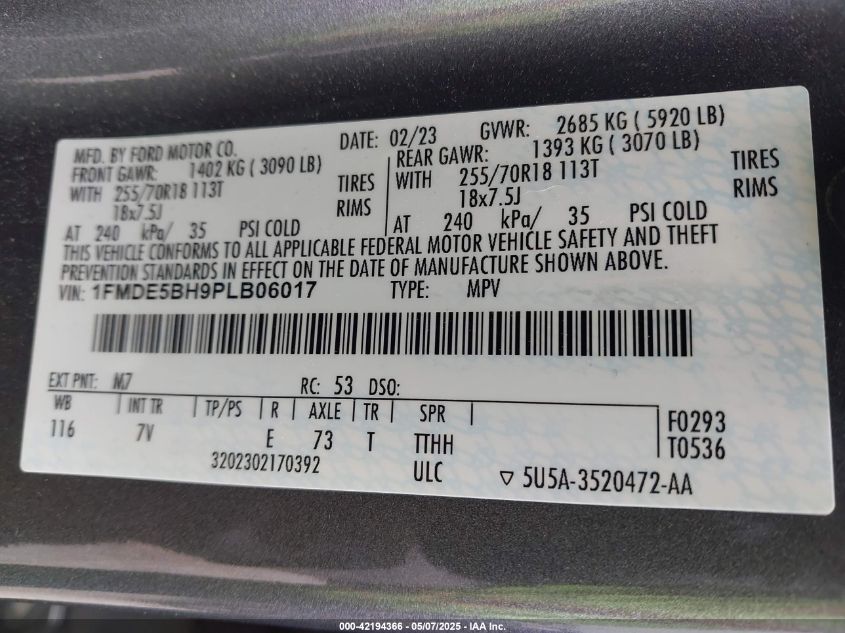 MFD. BY FORD MOTOR CO. DATE: 02/23 GVWR: 2685 KG ( 5920 LB)
FRONT GAWR: 1402 KG ( 3090 LB) REAR GAWR: 1393 KG ( 3070 LB)
WITH 255/70R18 113T TIRES WITH 255/70R18 113T TIRES
18x7.5J RIMS 18x7.5J RIMS
AT 240 kPa/ 35 PSI COLD AT 240 kPa/ 35 PSI COLD
THIS VEHICLE CONFORMS TO ALL APPLICABLE FEDERAL MOTOR VEHICLE SAFETY AND THEFT
PREVENTION STANDARDS IN EFFECT ON THE DATE OF MANUFACTURE SHOWN ABOVE.
VIN: 1FMDE5BH9PLB06017 TYPE: MPV
EXT PNT: M7 RC: 53 DSO:
WB | INT TR | TP/PS | R | AXLE | TR | SPR |
116 7V E 73 T TTHH
F0293
T0536
3202302170392 ULC ▽ 5U5A-3520472-AA
000-42194366 - 05/07/2025 - IAA Inc.